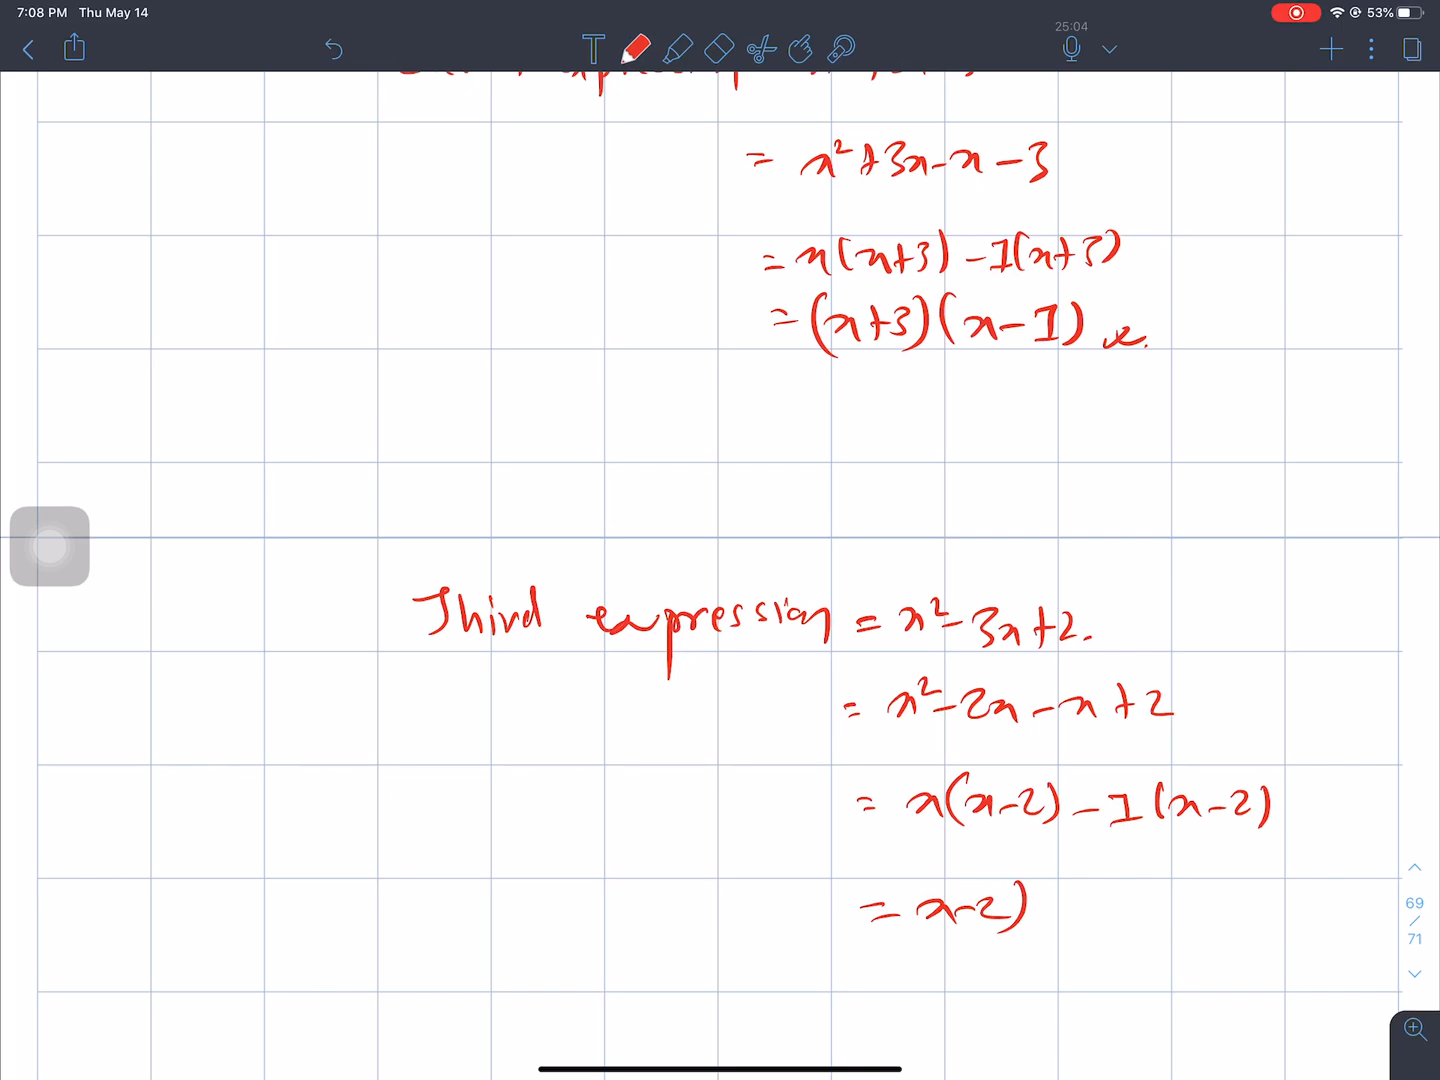 7:08 PM Thu May 14
53%
25:04
= x²+3x-x-3
= x(x+3)-1(x+3)
= (x+3)(x-1)
Third expression = x²-3x+2.
= x²-2x-x+2
= x(x-2)-1(x-2)
= x-2)
69
/
71